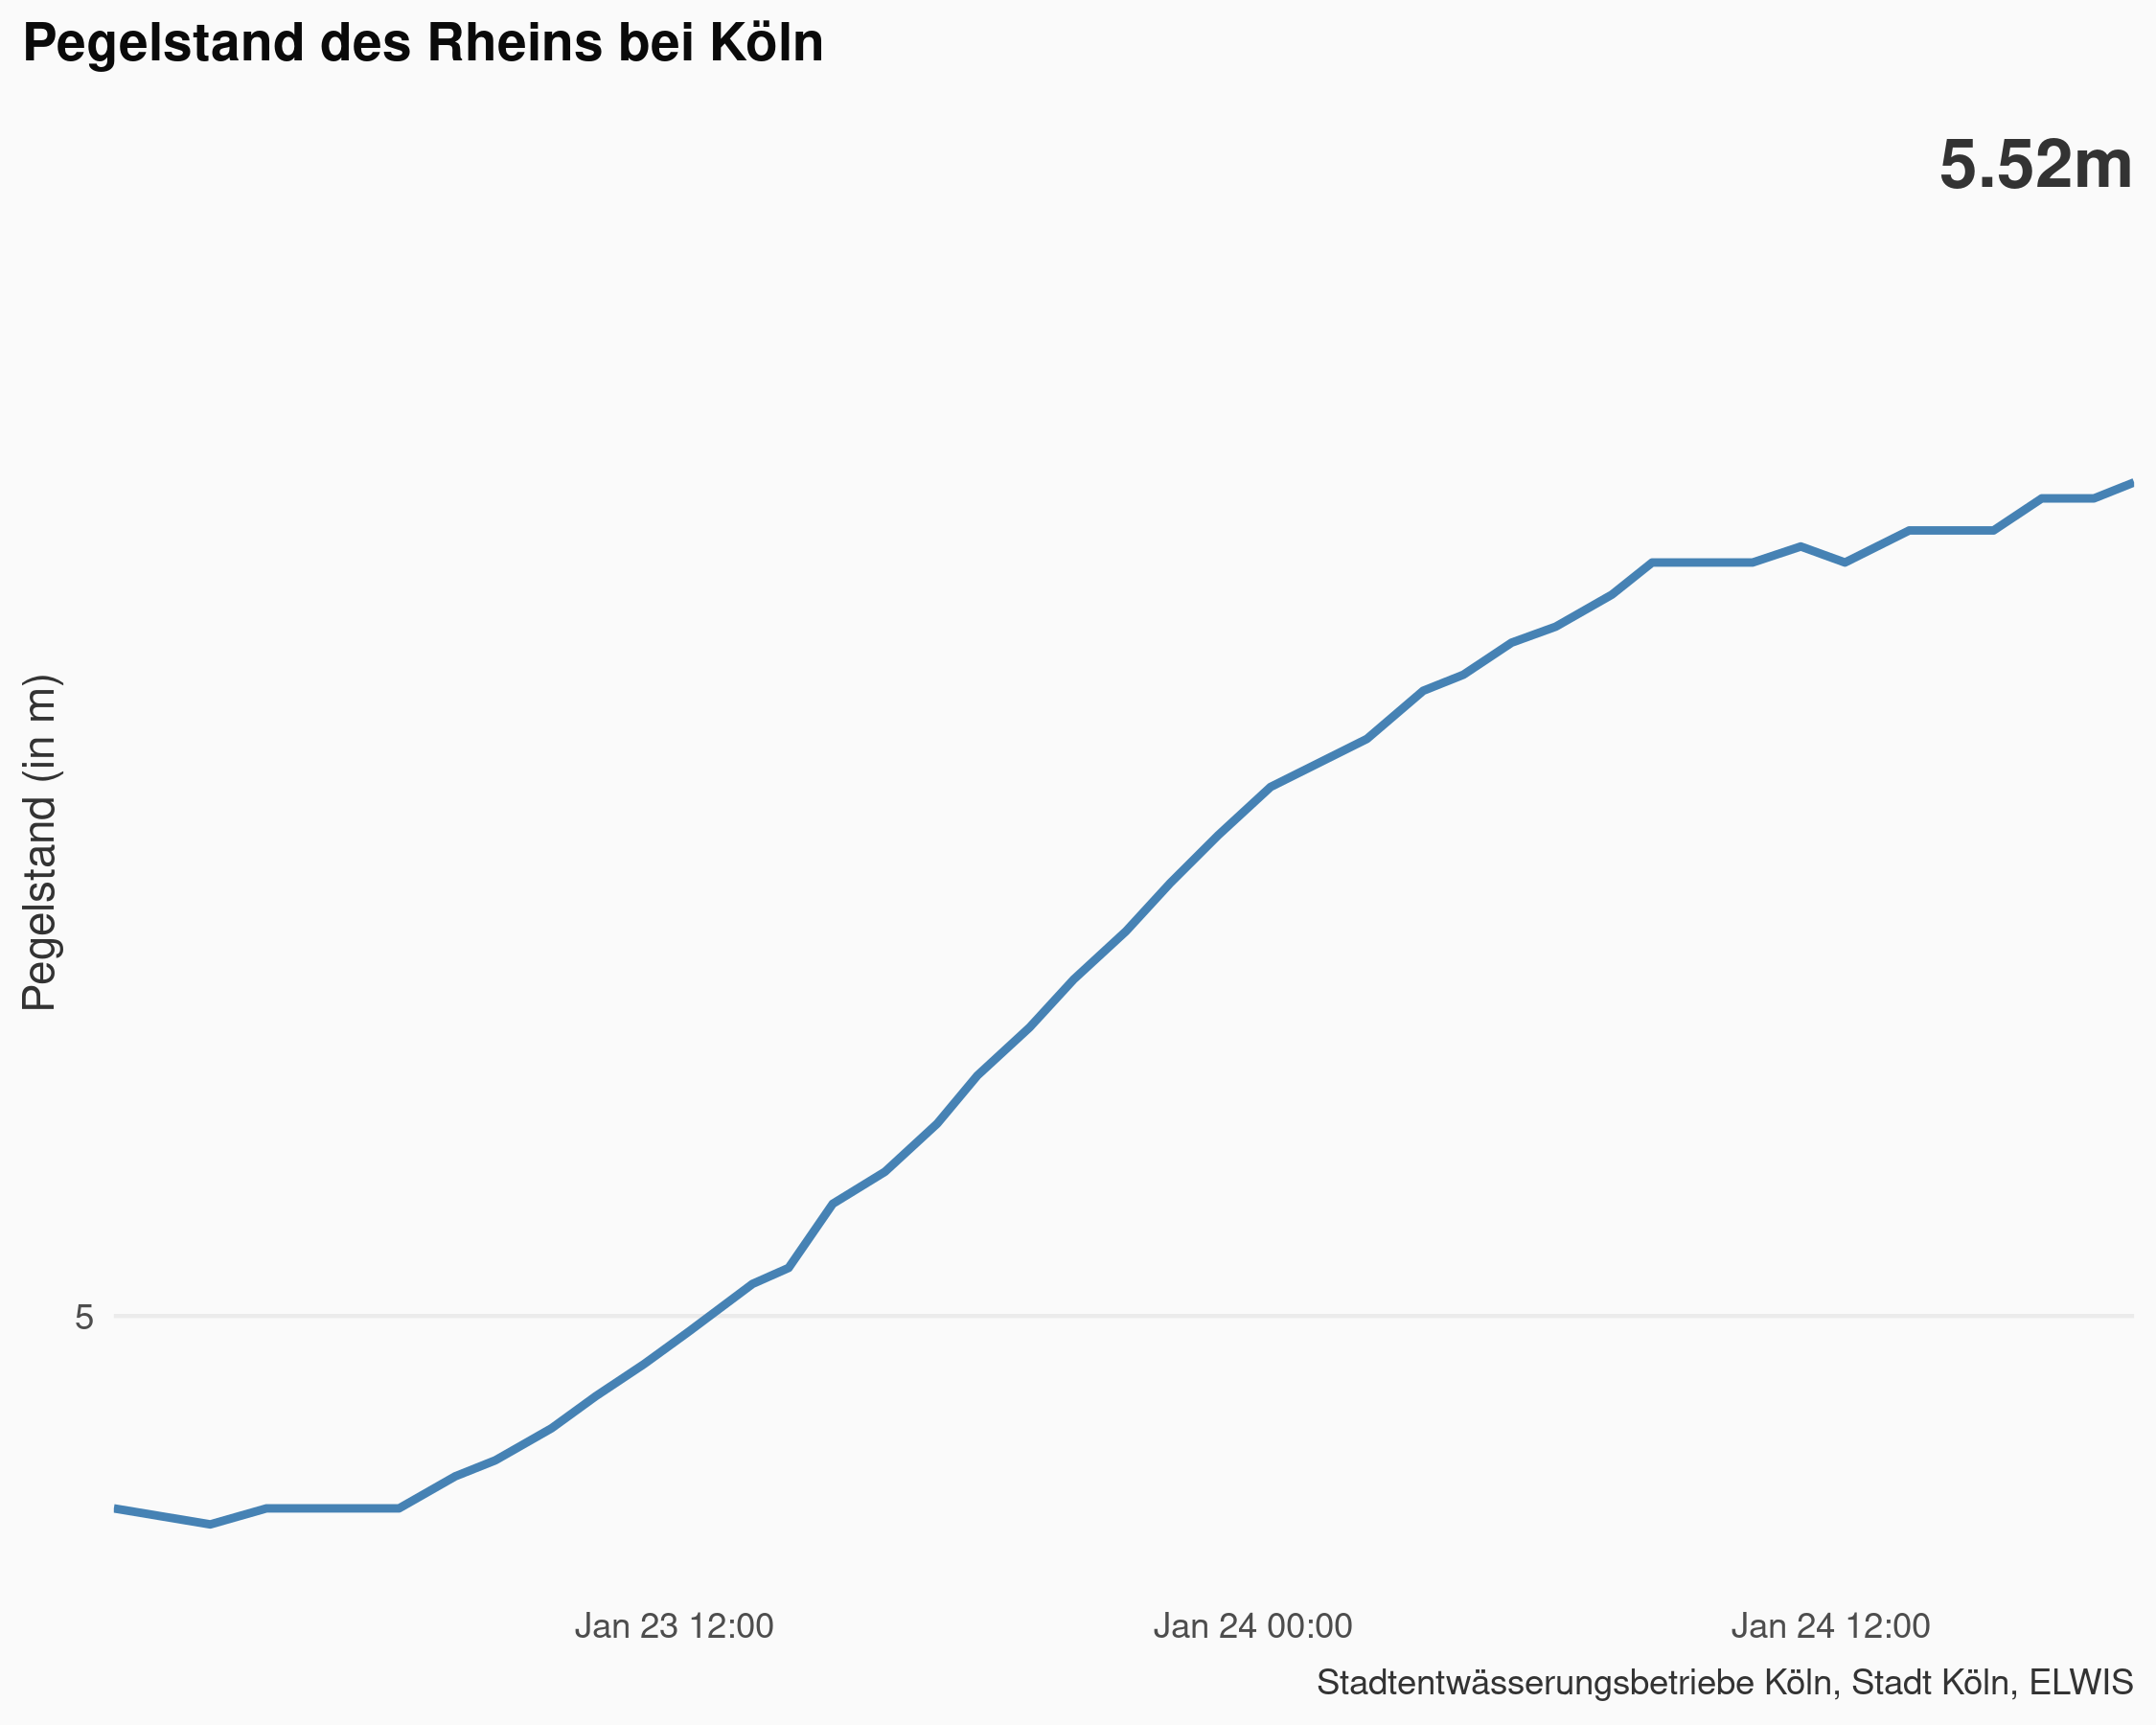 Pegelstand des Rheins bei Köln
5.52m
Pegelstand (in m)
5
Jan 23 12:00
Jan 24 00:00
Jan 24 12:00
Stadtentwässerungsbetriebe Köln, Stadt Köln, ELWIS